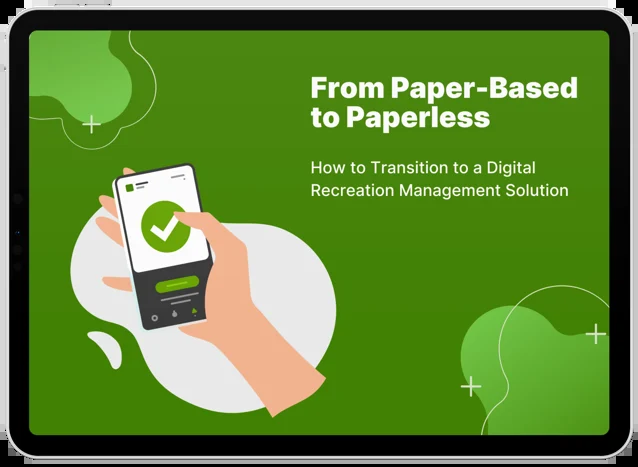 From Paper-Based
to Paperless
How to Transition to a Digital
Recreation Management Solution